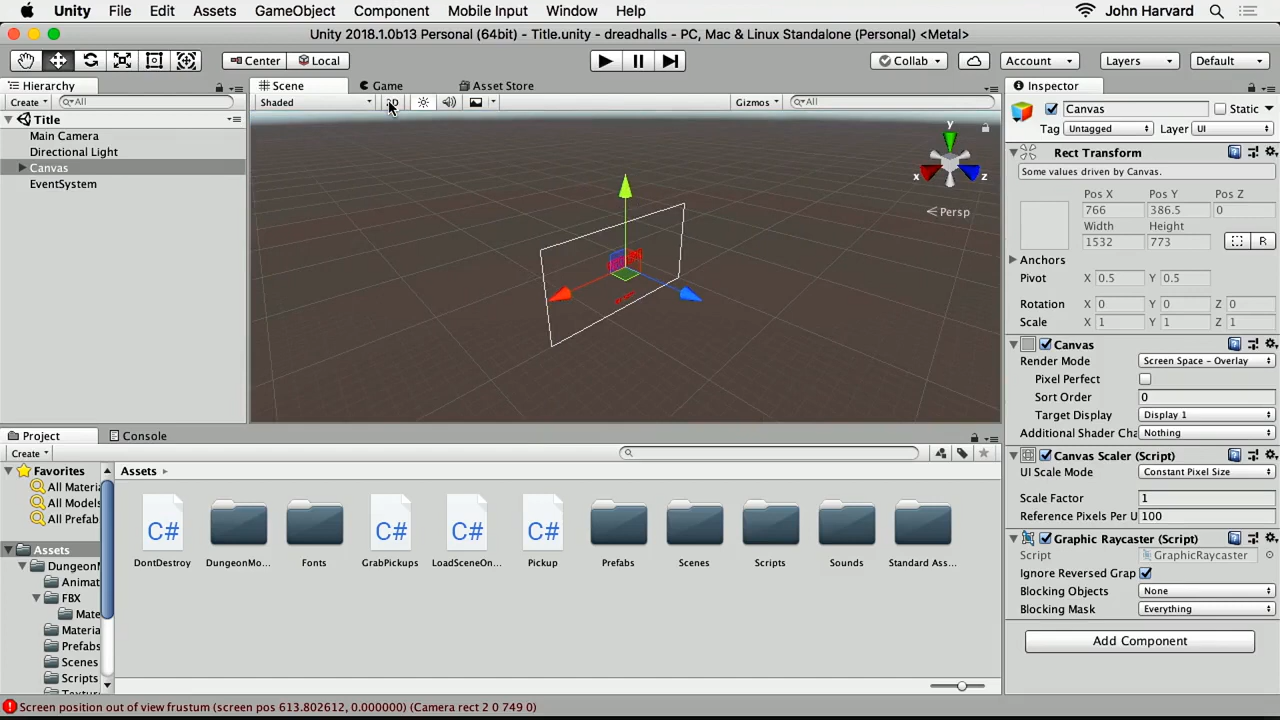 Unity File Edit Assets GameObject Component Mobile Input Window Help John Harvard
Unity 2018.1.0b13 Personal (64bit) - Title.unity - dreadhalls - PC, Mac & Linux Standalone (Personal) <Metal>
Center Local Collab Account Layers Default
Hierarchy
Create All
Title
Main Camera
Directional Light
Canvas
EventSystem
Scene Game Asset Store
Shaded Gizmos All
y
x
z
Persp
Inspector
Canvas Static
Tag Untagged Layer UI
Rect Transform
Some values driven by Canvas.
Pos X Pos Y Pos Z
766 386.5 0
Width Height
1532 773 R
Anchors
Pivot X 0.5 Y 0.5
Rotation X 0 Y 0 Z 0
Scale X 1 Y 1 Z 1
Canvas
Render Mode Screen Space - Overlay
Pixel Perfect
Sort Order 0
Target Display Display 1
Additional Shader Cha Nothing
Canvas Scaler (Script)
UI Scale Mode Constant Pixel Size
Scale Factor 1
Reference Pixels Per U 100
Graphic Raycaster (Script)
Script GraphicRaycaster
Ignore Reversed Grap
Blocking Objects None
Blocking Mask Everything
Add Component
Project Console
Create
Favorites
All Materi
All Models
All Prefab
Assets
DungeonM
Animat
FBX
Mate
Materia
Prefabs
Scenes
Scripts
Assets
C# C# C# C#
DontDestroy DungeonMo... Fonts GrabPickups LoadSceneOn... Pickup Prefabs Scenes Scripts Sounds Standard Ass...
Screen position out of view frustum (screen pos 613.802612, 0.000000) (Camera rect 2 0 749 0)